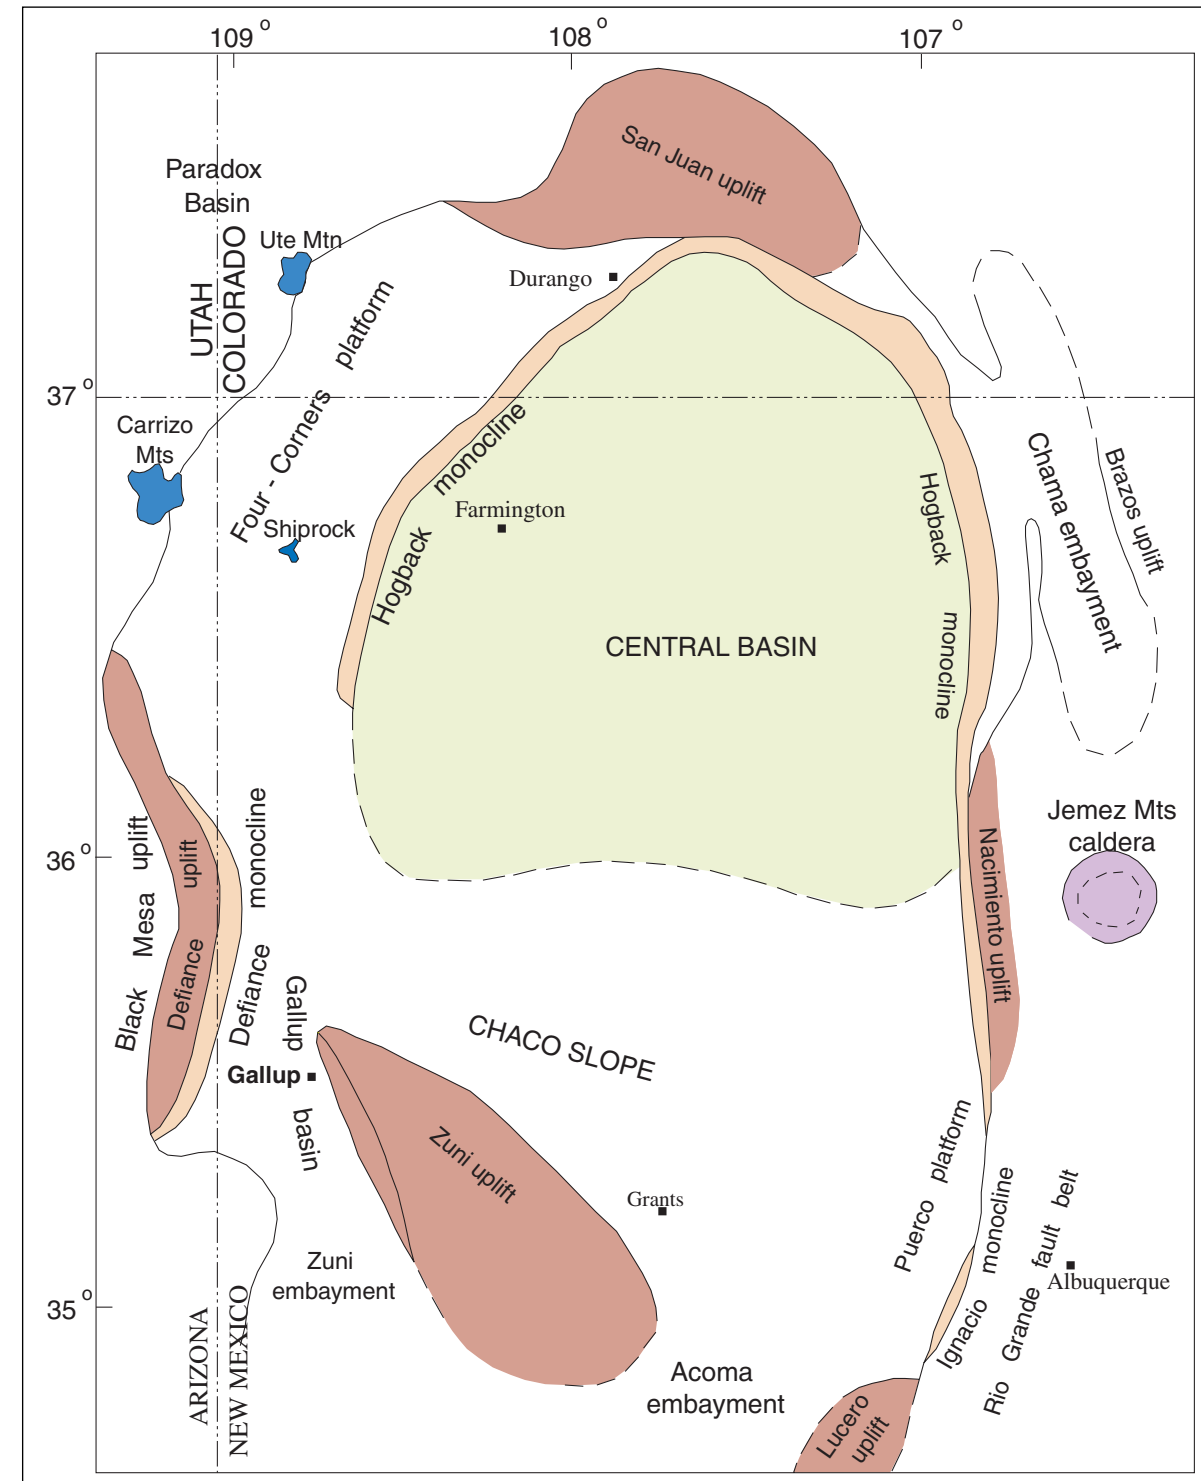 109 o
108 o
107 o
San Juan uplift
Paradox
Basin
Ute Mtn
UTAH
COLORADO
Durango
Four - Corners platform
37 o
Carrizo
Mts
Hogback monocline
Farmington
Shiprock
Hogback monocline
Chama embayment
Brazos uplift
CENTRAL BASIN
Black Mesa uplift
Defiance uplift
Defiance monocline
36 o
Nacimiento uplift
Jemez Mts
caldera
Gallup basin
CHACO SLOPE
Gallup
Zuni uplift
Grants
Puerco platform
Ignacio monocline
Rio Grande fault belt
Albuquerque
Zuni
embayment
35 o
ARIZONA
NEW MEXICO
Acoma
embayment
Lucero
uplift